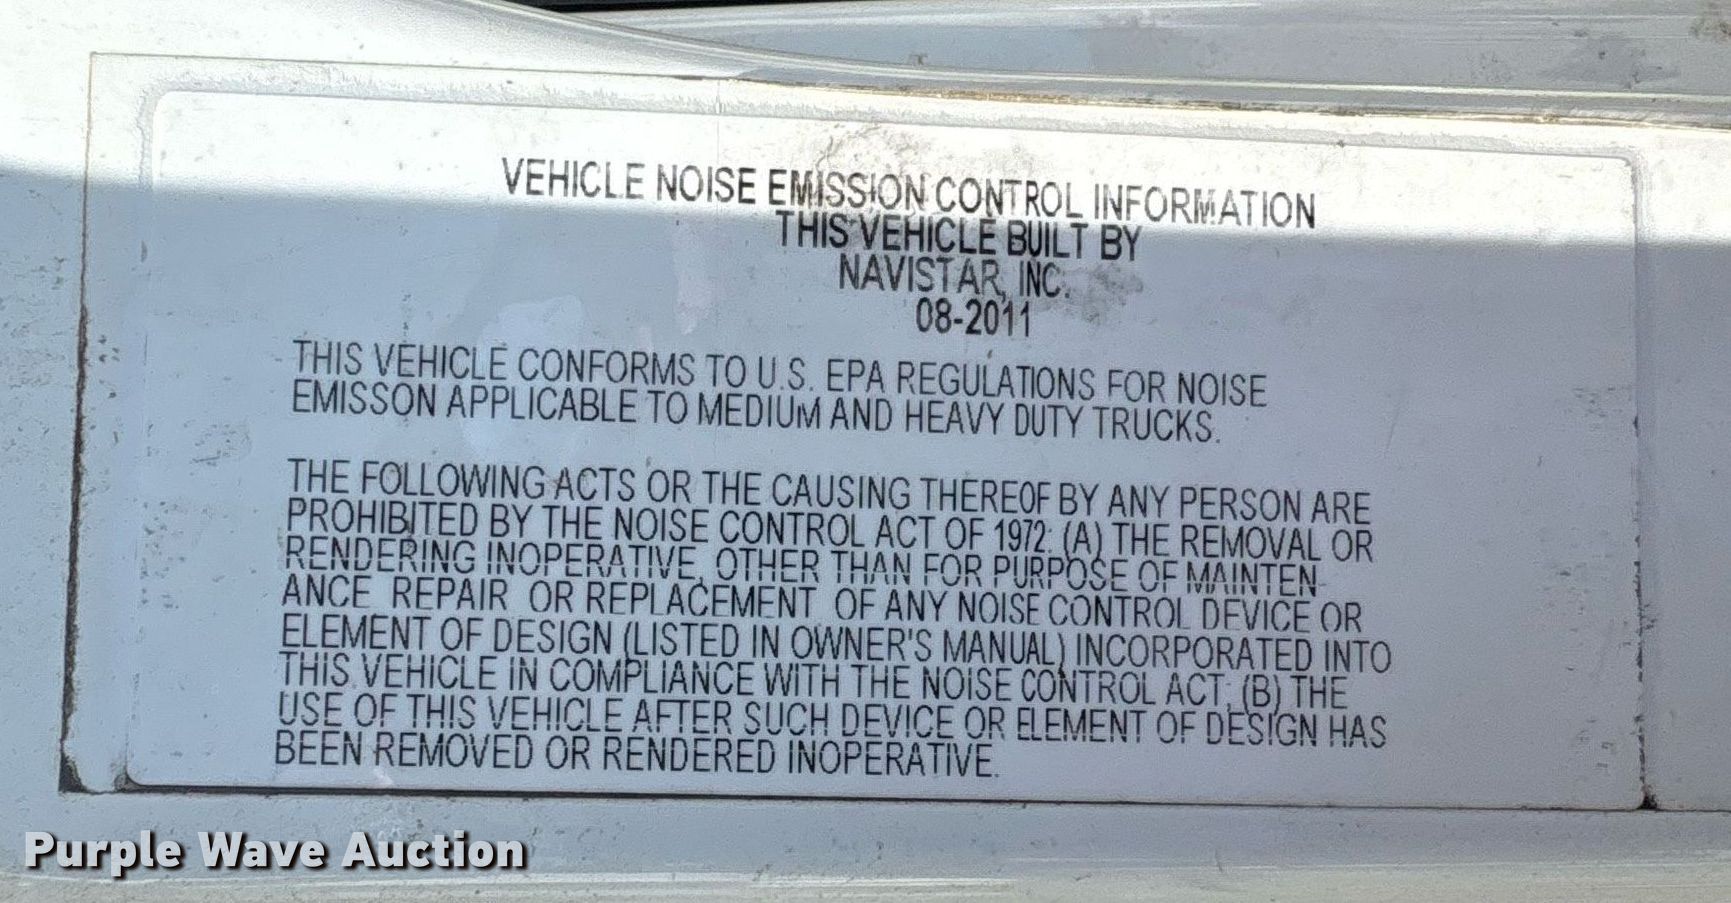 VEHICLE NOISE EMISSION CONTROL INFORMATION
THIS VEHICLE BUILT BY
NAVISTAR, INC.
08-2011
THIS VEHICLE CONFORMS TO U.S. EPA REGULATIONS FOR NOISE
EMISSON APPLICABLE TO MEDIUM AND HEAVY DUTY TRUCKS.
THE FOLLOWING ACTS OR THE CAUSING THEREOF BY ANY PERSON ARE
PROHIBITED BY THE NOISE CONTROL ACT OF 1972: (A) THE REMOVAL OR
RENDERING INOPERATIVE, OTHER THAN FOR PURPOSE OF MAINTEN-
ANCE REPAIR OR REPLACEMENT OF ANY NOISE CONTROL DEVICE OR
ELEMENT OF DESIGN (LISTED IN OWNER'S MANUAL) INCORPORATED INTO
THIS VEHICLE IN COMPLIANCE WITH THE NOISE CONTROL ACT; (B) THE
USE OF THIS VEHICLE AFTER SUCH DEVICE OR ELEMENT OF DESIGN HAS
BEEN REMOVED OR RENDERED INOPERATIVE.
Purple Wave Auction